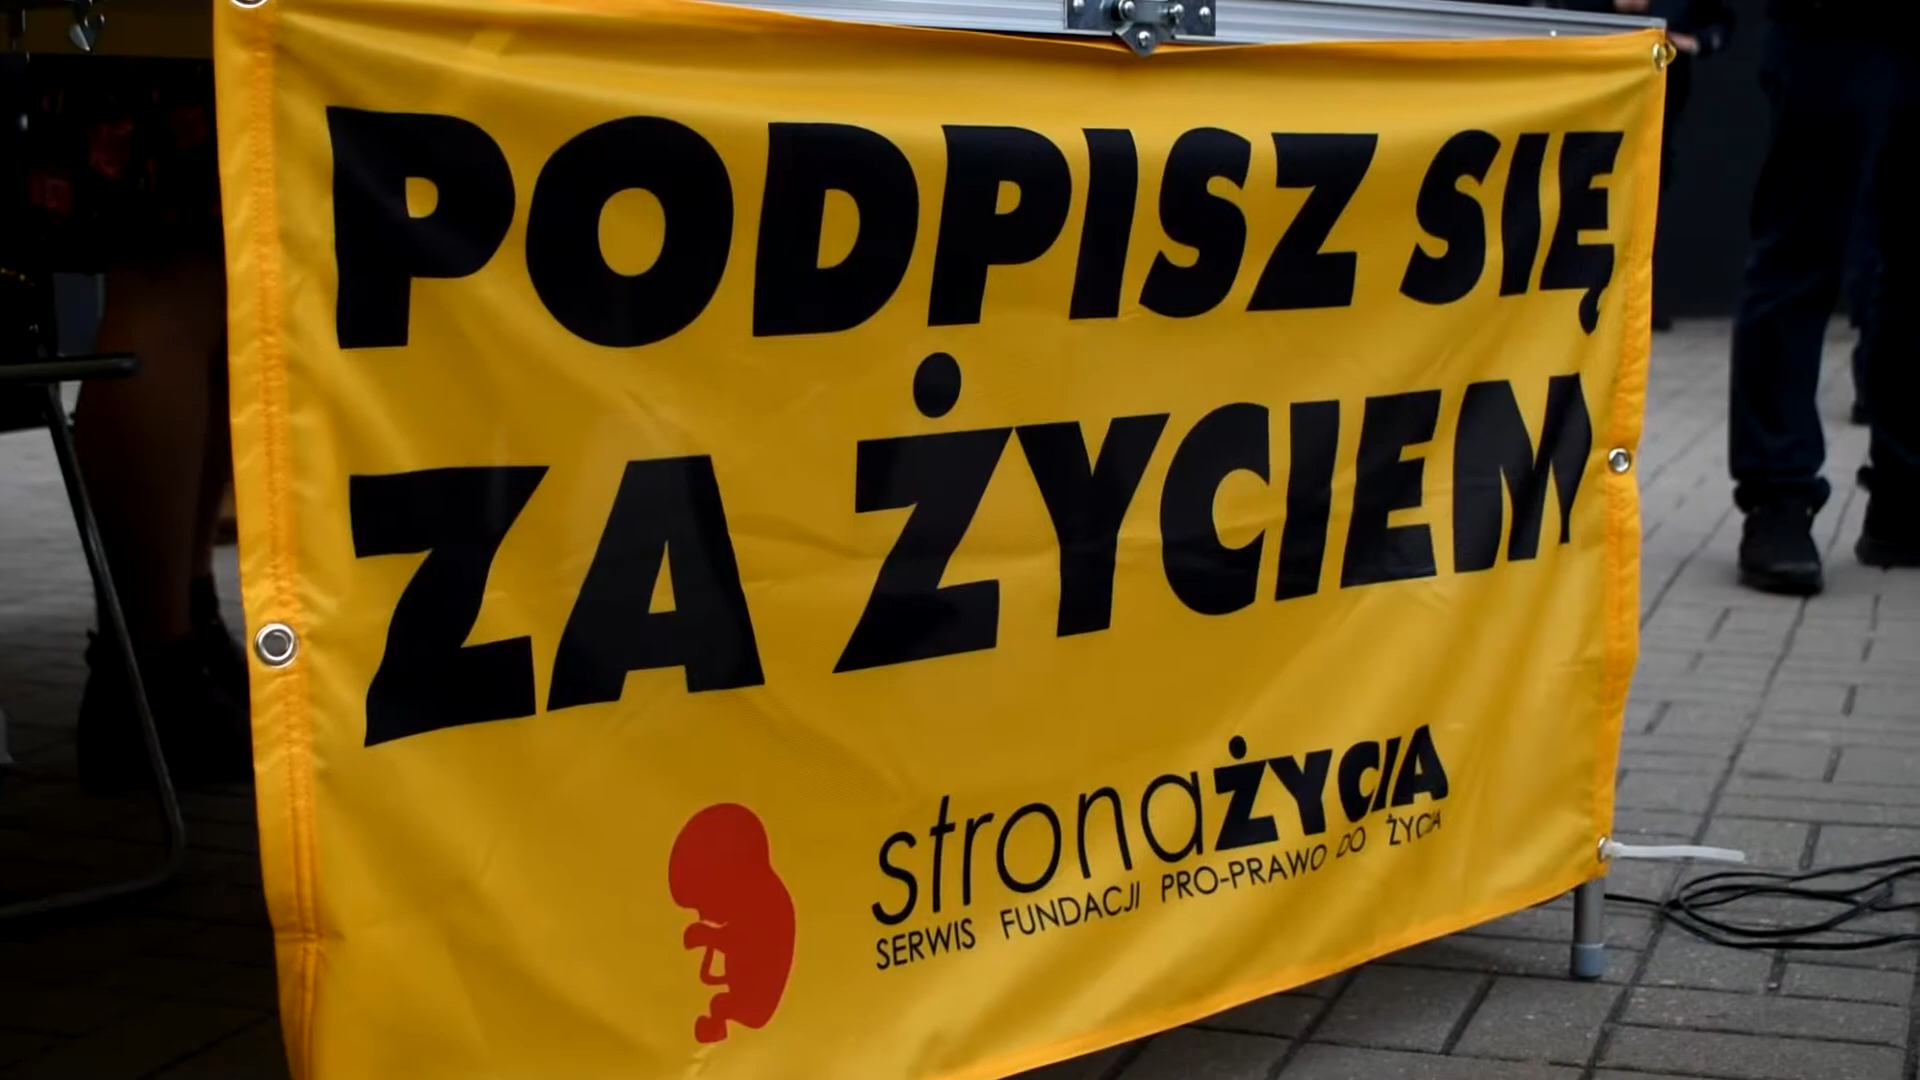 PODPISZ SIĘ
ZA ŻYCIEM
stronaŻYCIA
SERWIS FUNDACJI PRO-PRAWO DO ŻYCIA